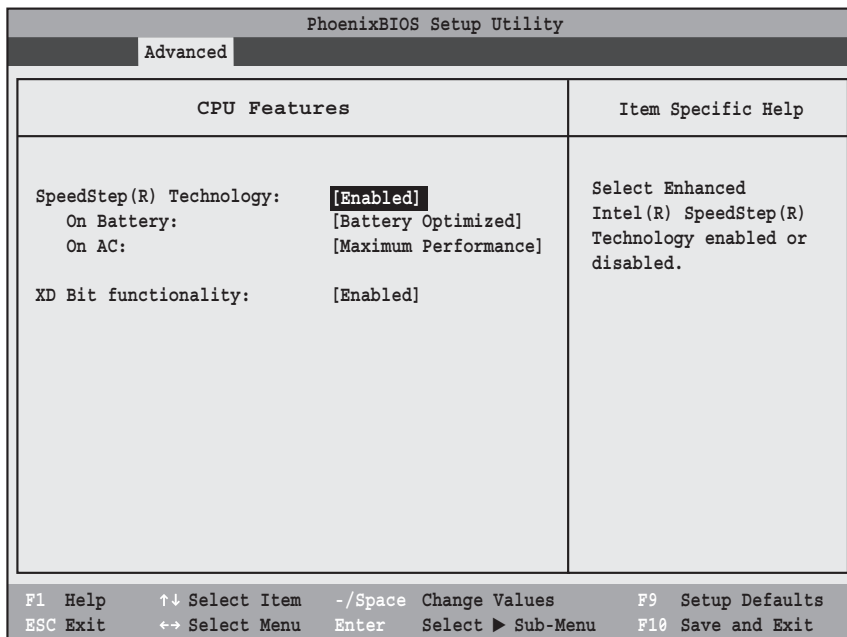 PhoenixBIOS Setup Utility
Advanced
CPU Features
Item Specific Help
SpeedStep(R) Technology: [Enabled]
On Battery: [Battery Optimized]
On AC: [Maximum Performance]
XD Bit functionality: [Enabled]
Select Enhanced
Intel(R) SpeedStep(R)
Technology enabled or
disabled.
F1 Help ↑↓ Select Item -/Space Change Values F9 Setup Defaults
ESC Exit ←→ Select Menu Enter Select ▶ Sub-Menu F10 Save and Exit